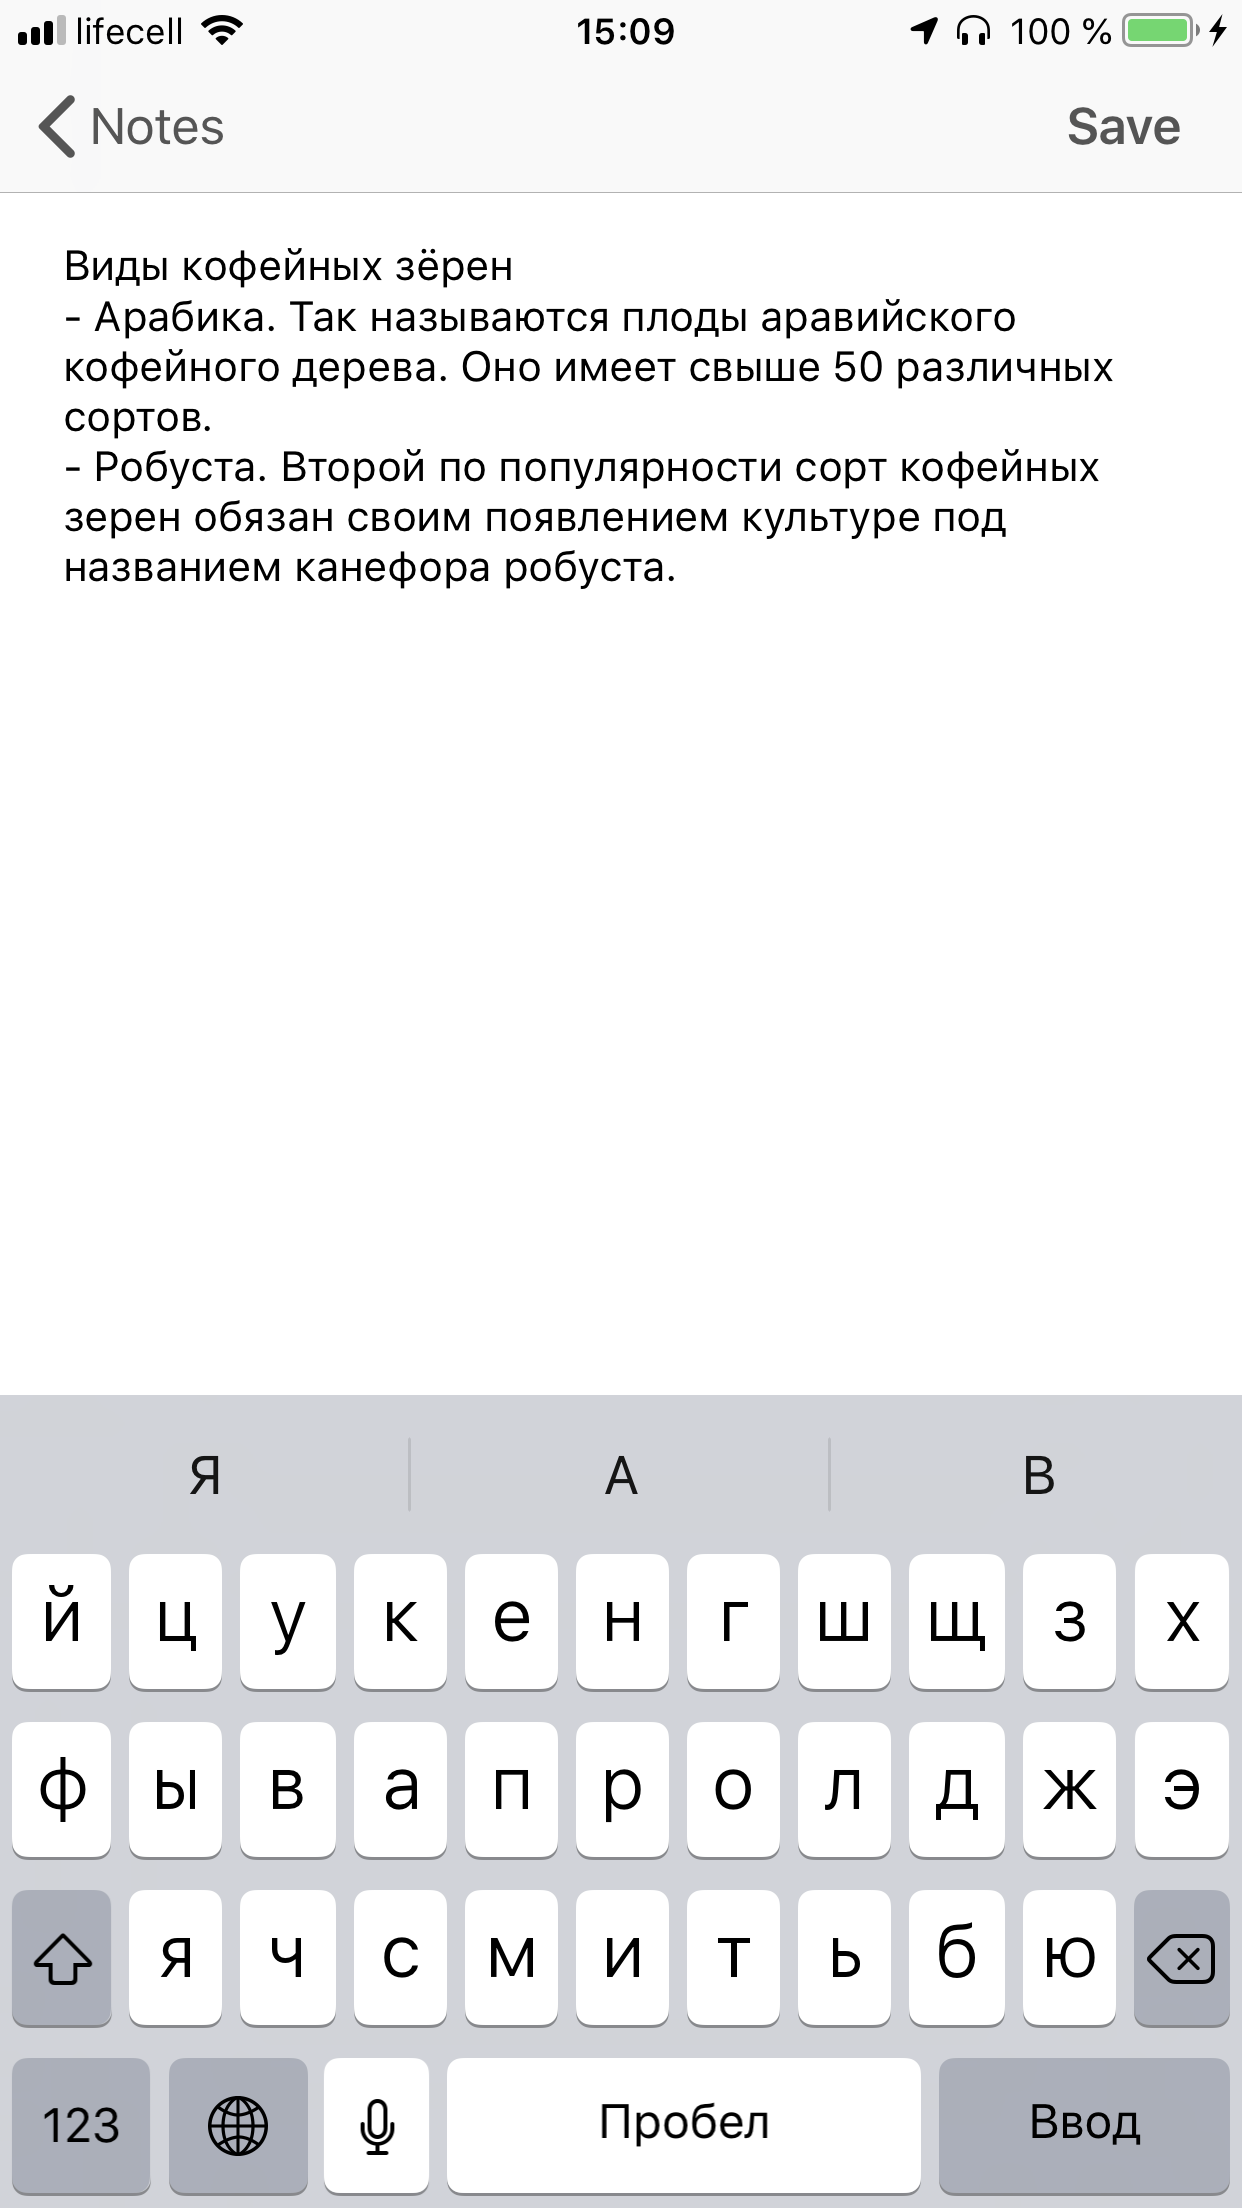 lifecell 15:09 100 %
Notes Save
Виды кофейных зёрен
- Арабика. Так называются плоды аравийского
кофейного дерева. Оно имеет свыше 50 различных
сортов.
- Робуста. Второй по популярности сорт кофейных
зерен обязан своим появлением культуре под
названием канефора робуста.
Я А В
й ц у к е н г ш щ з х
ф ы в а п р о л д ж э
я ч с м и т ь б ю
123 Пробел Ввод